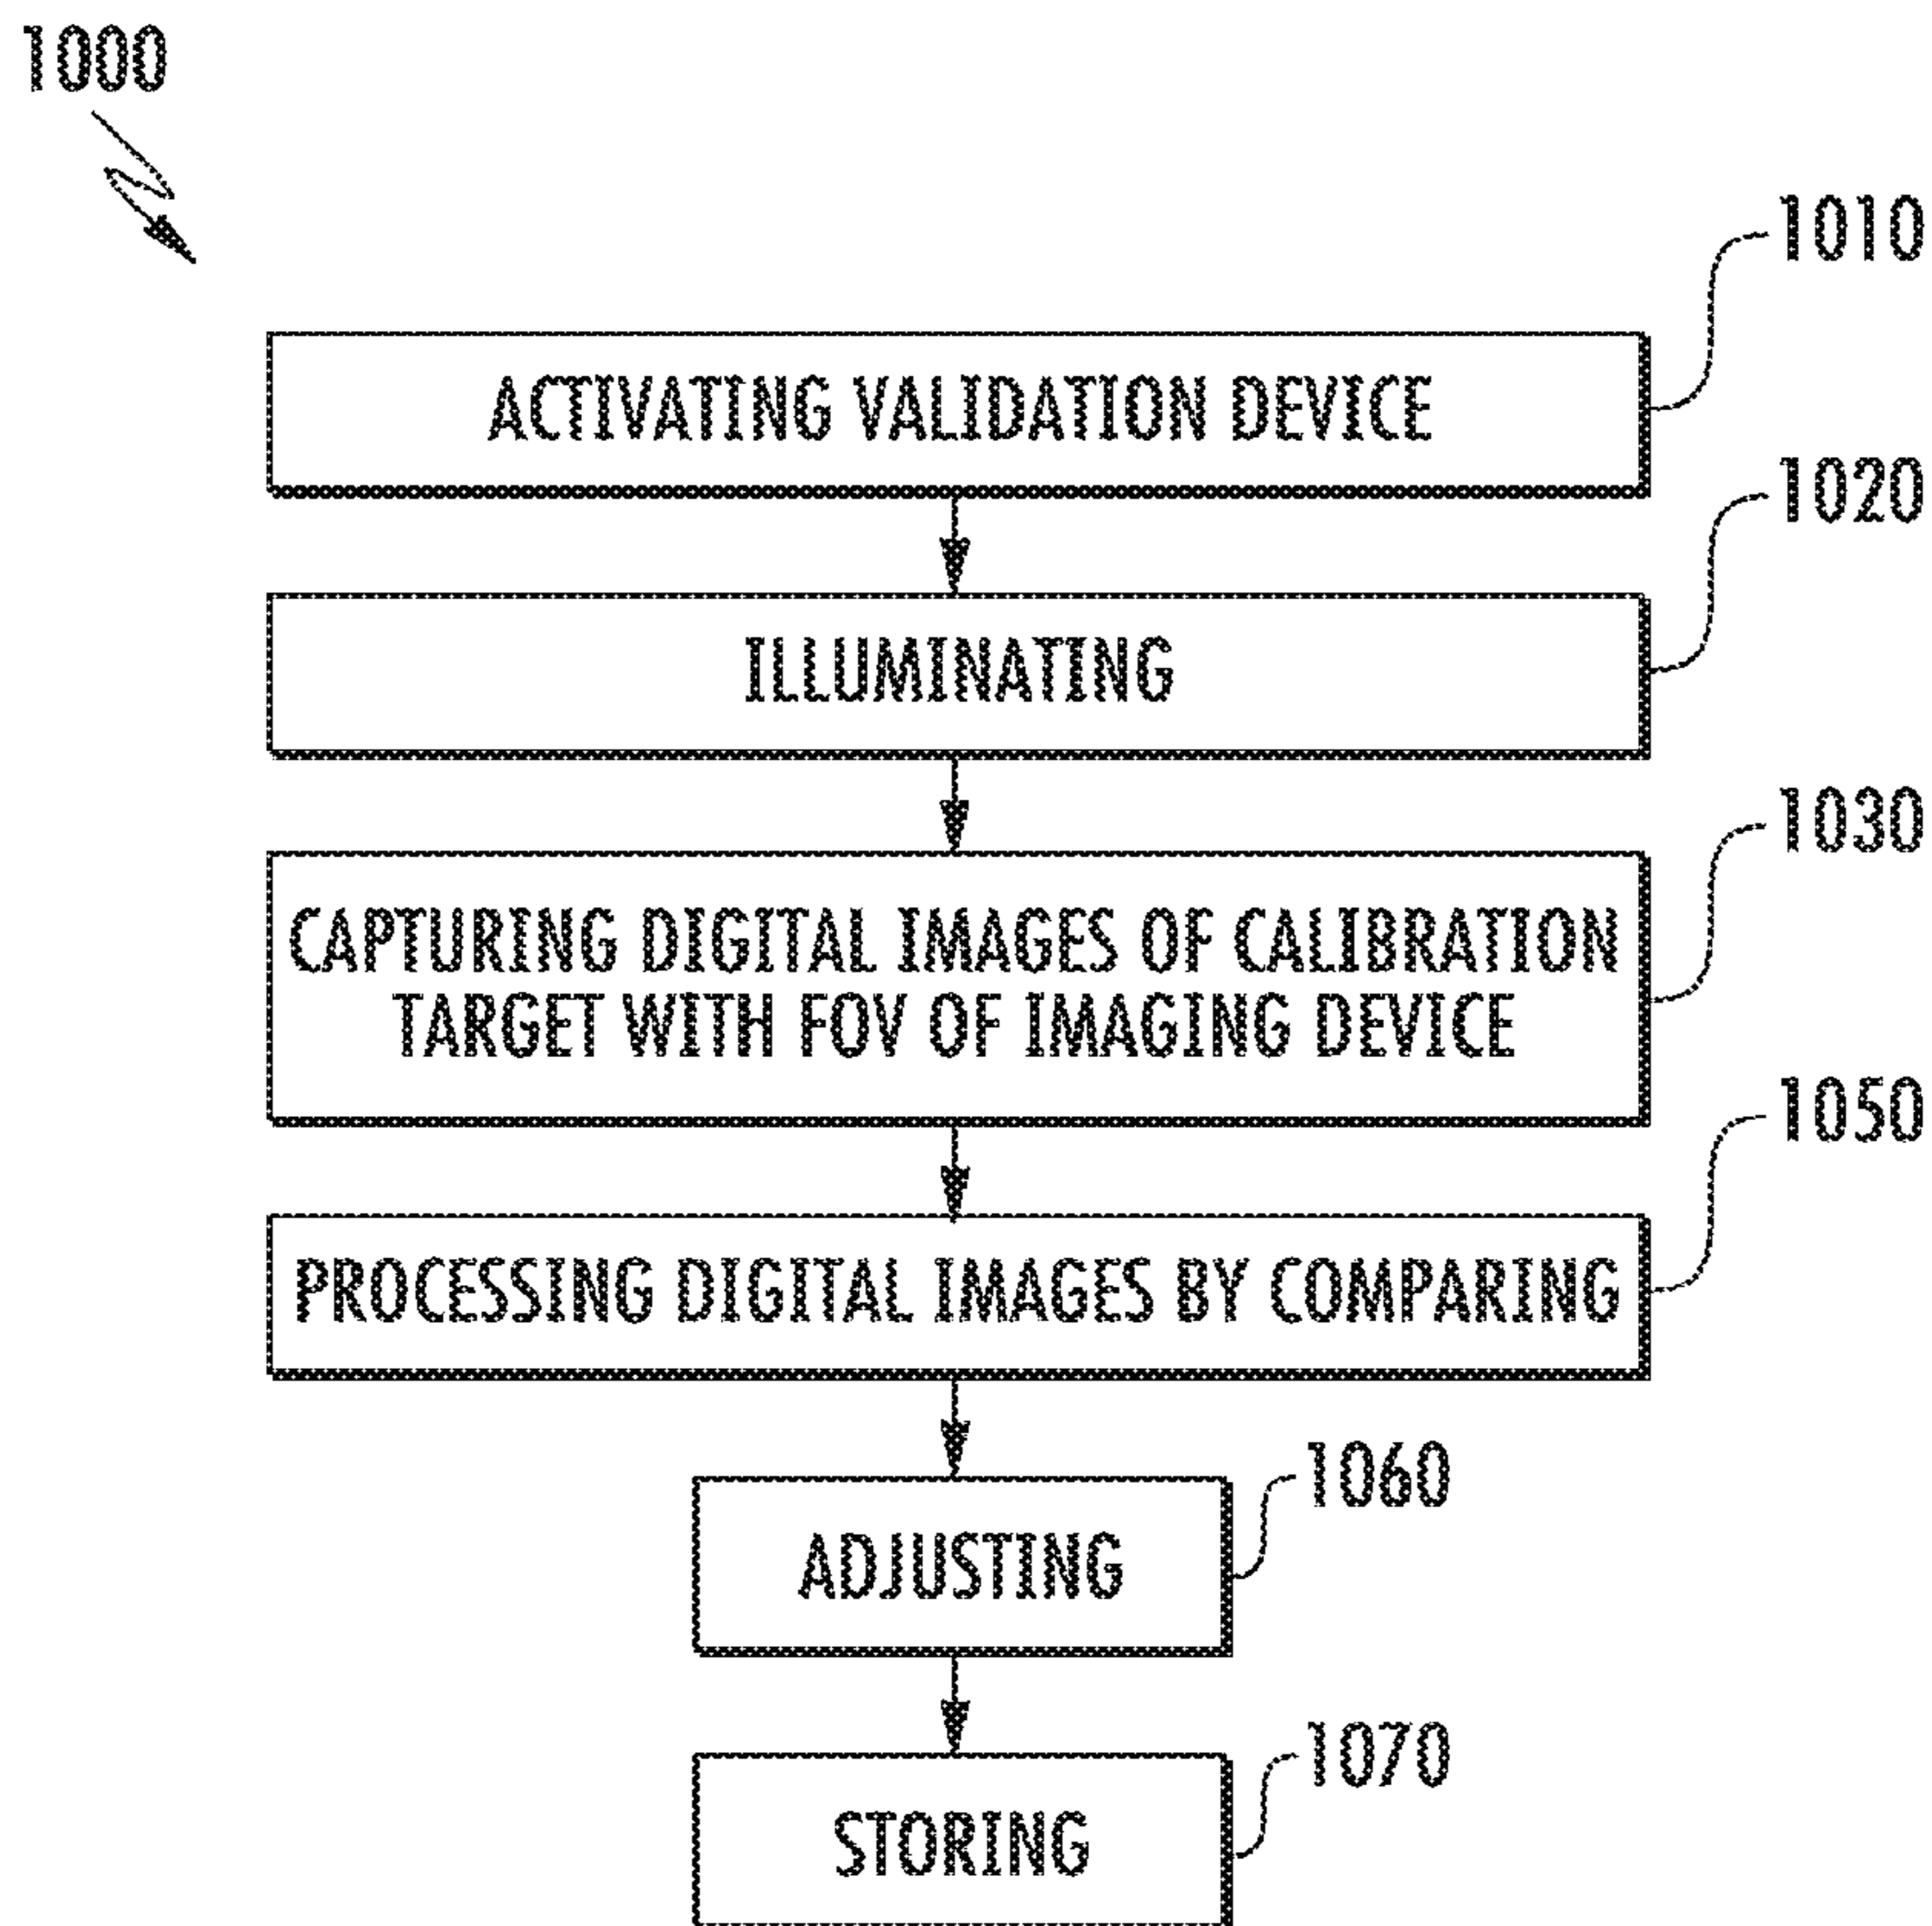 1000
1010
ACTIVATING VALIDATION DEVICE
1020
ILLUMINATING
1030
CAPTURING DIGITAL IMAGES OF CALIBRATION
TARGET WITH FOV OF IMAGING DEVICE
1050
PROCESSING DIGITAL IMAGES BY COMPARING
1060
ADJUSTING
1070
STORING